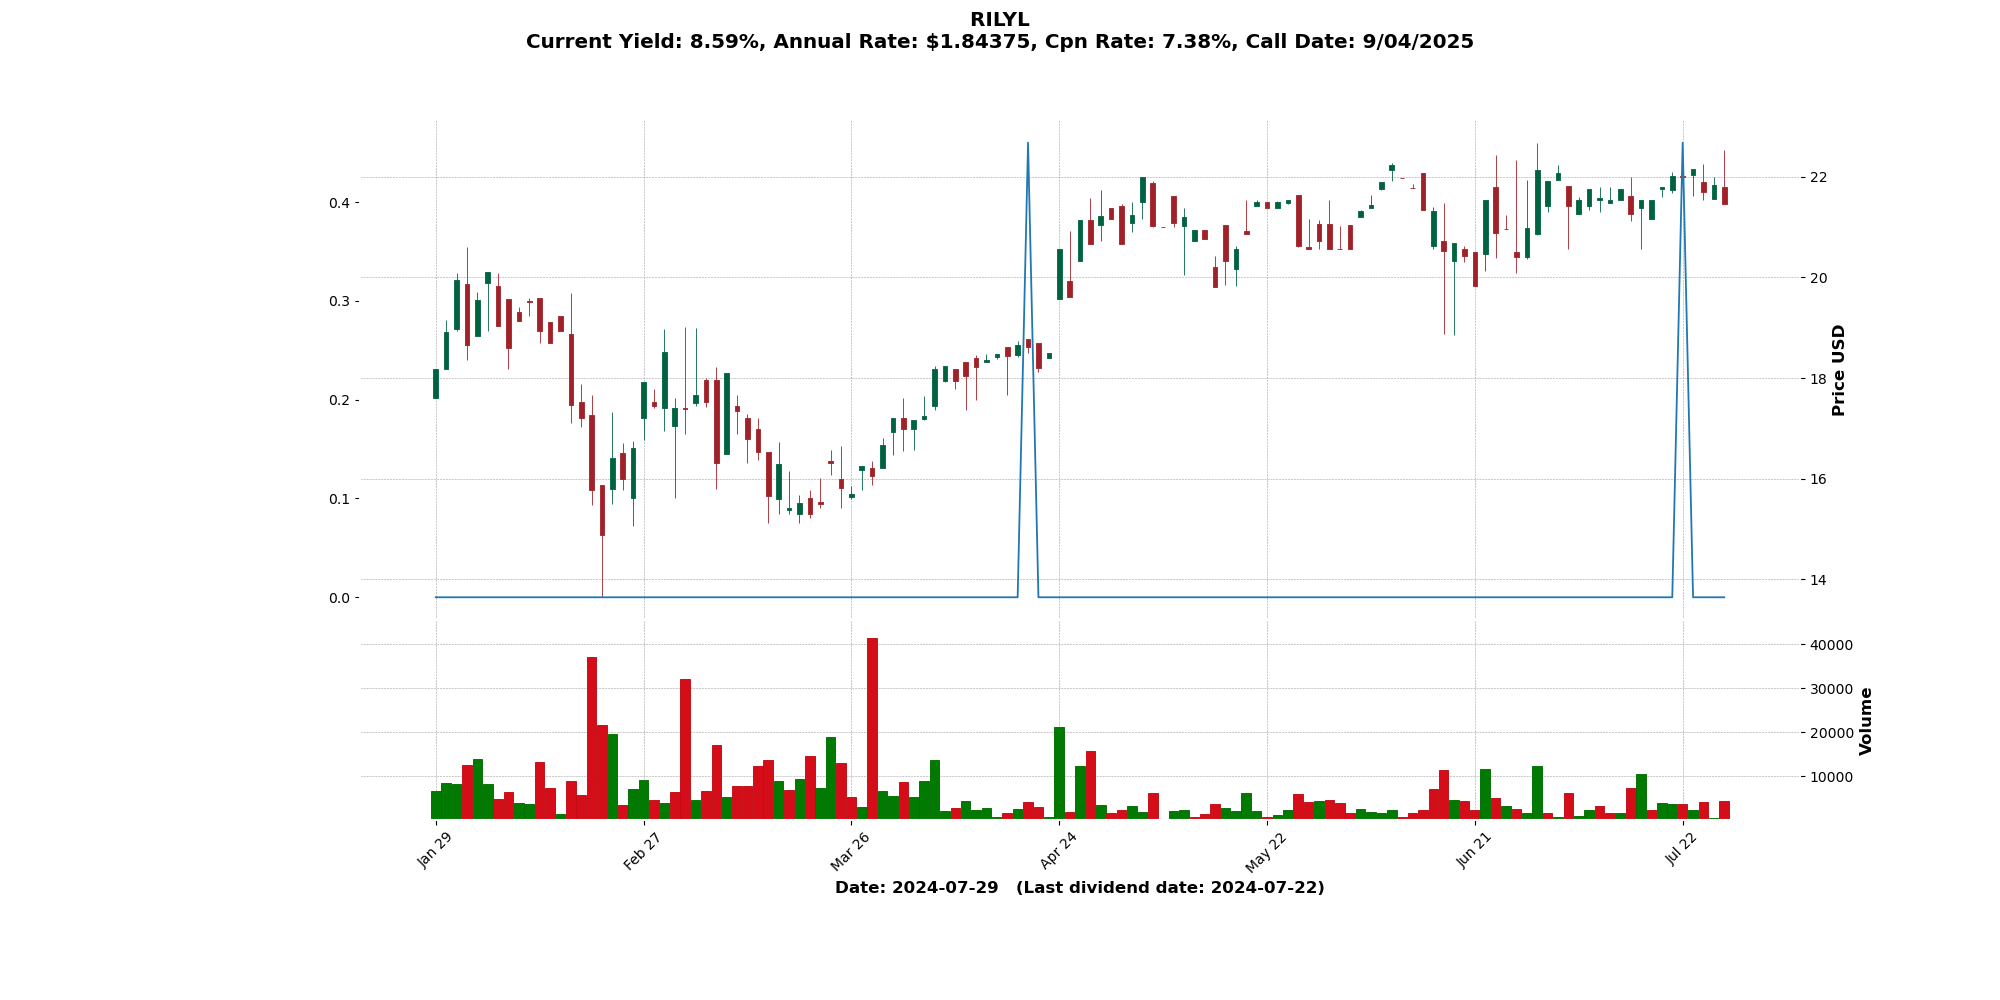 RILYL
Current Yield: 8.59%, Annual Rate: $1.84375, Cpn Rate: 7.38%, Call Date: 9/04/2025
0.4
0.3
0.2
0.1
0.0
22
20
18
16
14
Price USD
40000
30000
20000
10000
Volume
Jan 29
Feb 27
Mar 26
Apr 24
May 22
Jun 21
Jul 22
Date: 2024-07-29 (Last dividend date: 2024-07-22)